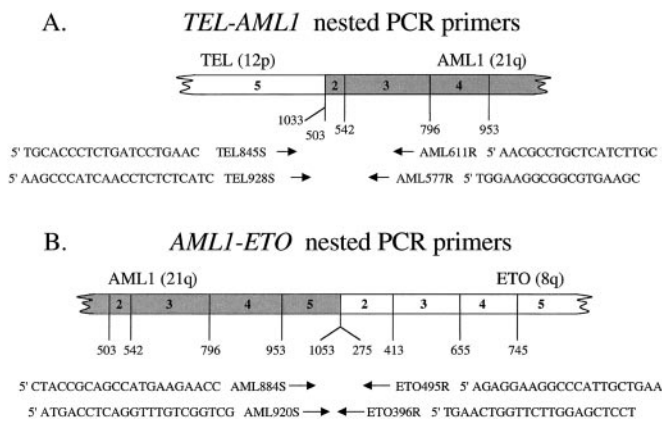 A. TEL-AML1 nested PCR primers
TEL (12p) AML1 (21q)
5 2 3 4
1033 503 542 796 953
5' TGCACCCTCTGATCCTGAAC TEL845S AML611R 5' AACGCCTGCTCATCTTGC
5' AAGCCCATCAACCTCTCTCATC TEL928S AML577R 5' TGGAAGGCGGCGTGAAGC
B. AML1-ETO nested PCR primers
AML1 (21q) ETO (8q)
2 3 4 5 2 3 4 5
503 542 796 953 1053 275 413 655 745
5' CTACCGCAGCCATGAAGAACC AML884S ETO495R 5' AGAGGAAGGCCCATTGCTGAA
5' ATGACCTCAGGTTTGTCGGTCG AML920S ETO396R 5' TGAACTGGTTCTTGGAGCTCCT